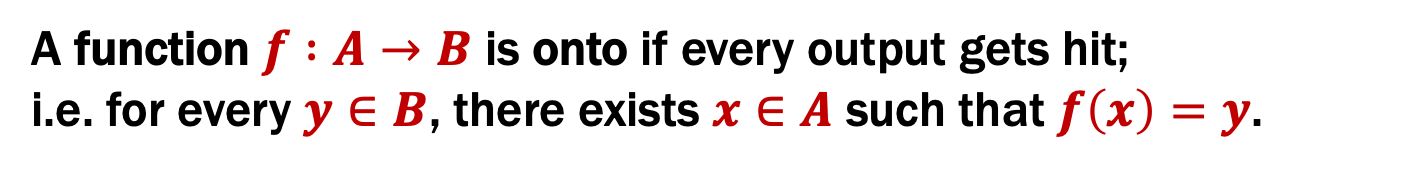 A function f : A → B is onto if every output gets hit;
i.e. for every y ∈ B, there exists x ∈ A such that f(x) = y.